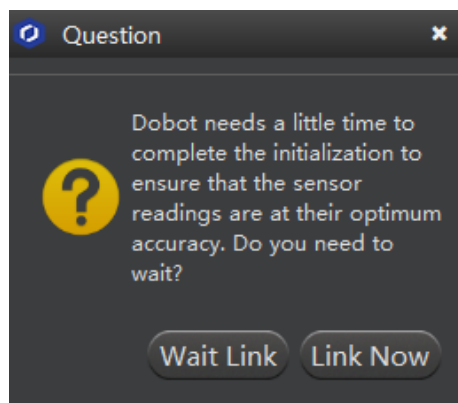 Question
Dobot needs a little time to
complete the initialization to
ensure that the sensor
readings are at their optimum
accuracy. Do you need to
wait?
Wait Link Link Now